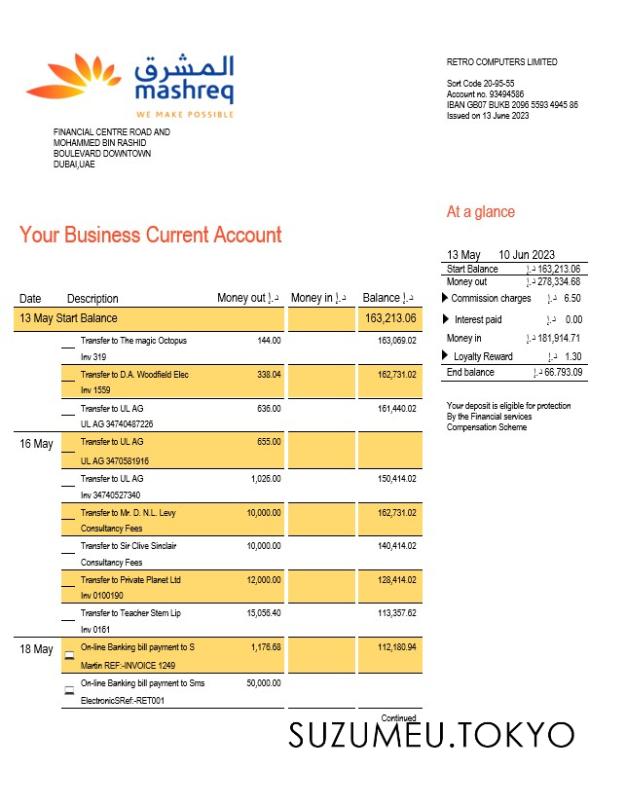 المشرق
mashreq
WE MAKE POSSIBLE
FINANCIAL CENTRE ROAD AND
MOHAMMED BIN RASHID
BOULEVARD DOWNTOWN
DUBAI,UAE
RETRO COMPUTERS LIMITED
Sort Code 20-95-55
Account no. 93494586
IBAN GB07 BUKB 2096 5593 4945 86
Issued on 13 June 2023
At a glance
13 May 10 Jun 2023
Start Balance د.إ 163,213.06
Money out د.إ 278,334.68
Commission charges د.إ 6.50
Interest paid د.إ 0.00
Money in د.إ 181,914.71
Loyalty Reward د.إ 1.30
End balance د.إ 66.793.09
Your deposit is eligible for protection
By the Financial services
Compensation Scheme
Your Business Current Account
Date Description Money out د.إ Money in د.إ Balance د.إ
13 May Start Balance 163,213.06
Transfer to The magic Octopus 144.00 163,069.02
Inv 319
Transfer to D.A. Woodfield Elec 338.04 162,731.02
Inv 1559
Transfer to UL AG 636.00 161,440.02
UL AG 34740487226
16 May Transfer to UL AG 655.00
UL AG 3470581916
Transfer to UL AG 1,026.00 150,414.02
Inv 34740527340
Transfer to Mr. D. N.L. Levy 10,000.00 162,731.02
Consultancy Fees
Transfer to Sir Clive Sinclair 10,000.00 140,414.02
Consultancy Fees
Transfer to Private Planet Ltd 12,000.00 128,414.02
Inv 0100190
Transfer to Teacher Stem Lip 15,056.40 113,357.62
Inv 0161
18 May On-line Banking bill payment to S 1,176.68 112,180.94
Martin REF:-INVOICE 1249
On-line Banking bill payment to Sms 50,000.00
ElectronicSRef:-RET001
Continued
SUZUMEU.TOKYO